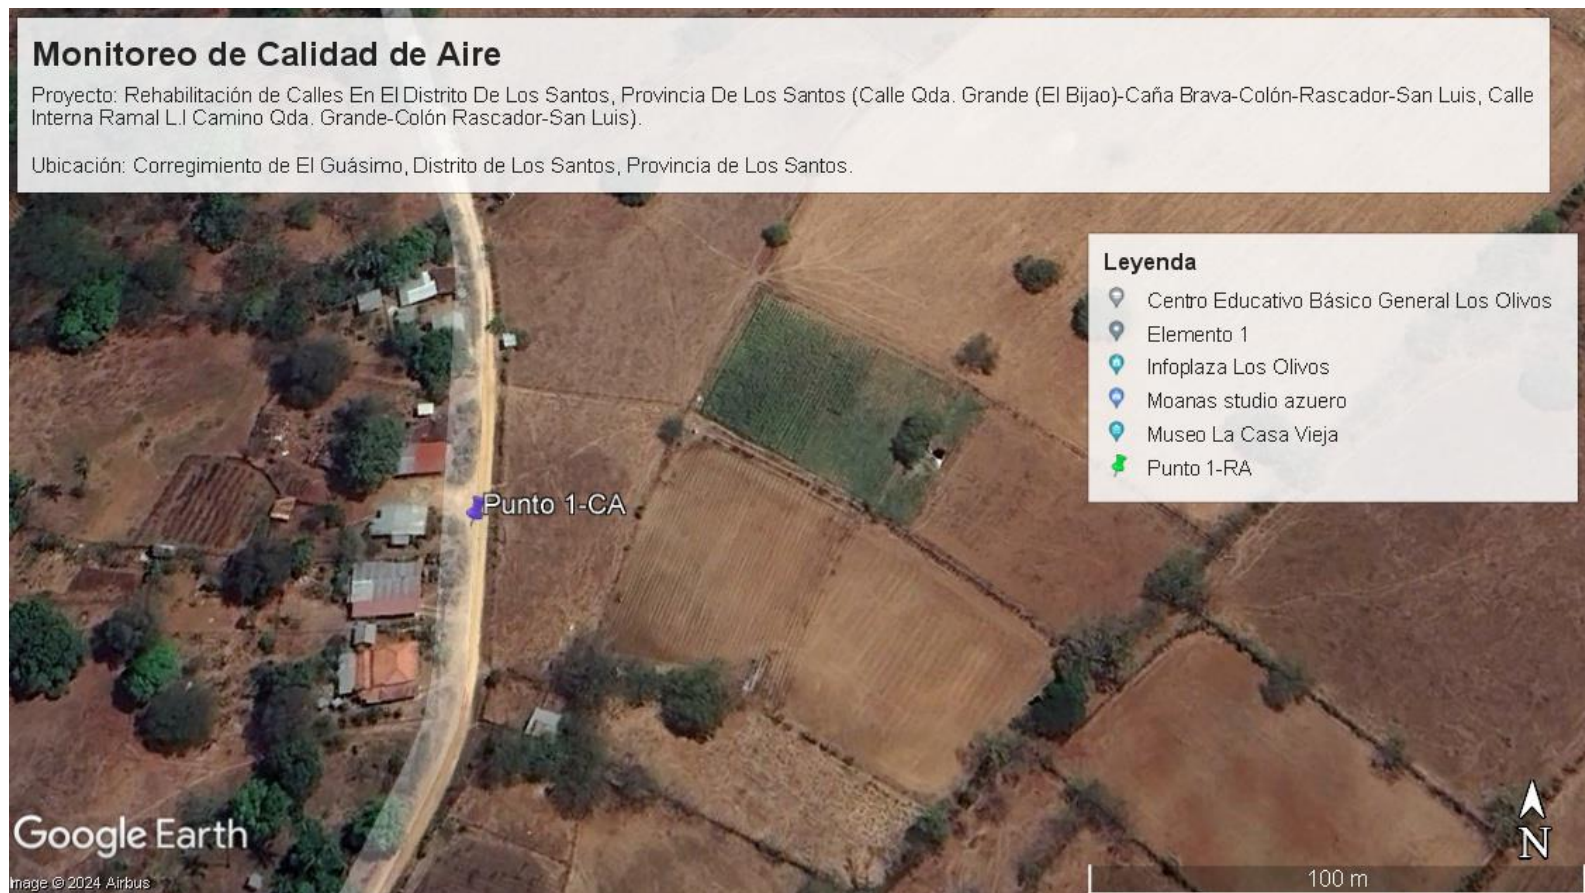 Monitoreo de Calidad de Aire
Proyecto: Rehabilitación de Calles En El Distrito De Los Santos, Provincia De Los Santos (Calle Qda. Grande (El Bijao)-Caña Brava-Colón-Rascador-San Luis, Calle
Interna Ramal L.I Camino Qda. Grande-Colón Rascador-San Luis).
Ubicación: Corregimiento de El Guásimo, Distrito de Los Santos, Provincia de Los Santos.
Leyenda
Centro Educativo Básico General Los Olivos
Elemento 1
Infoplaza Los Olivos
Moanas studio azuero
Museo La Casa Vieja
Punto 1-RA
Punto 1-CA
Google Earth
N
Image © 2024 Airbus
100 m